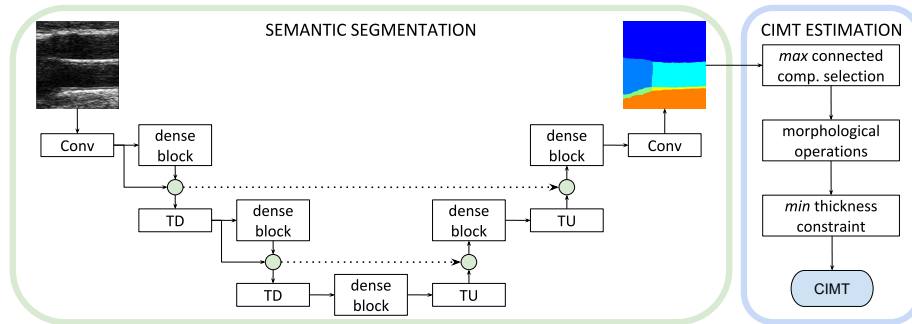 SEMANTIC SEGMENTATION
Conv
dense
block
TD
dense
block
TD
dense
block
TU
dense
block
TU
dense
block
Conv
CIMT ESTIMATION
max connected
comp. selection
morphological
operations
min thickness
constraint
CIMT